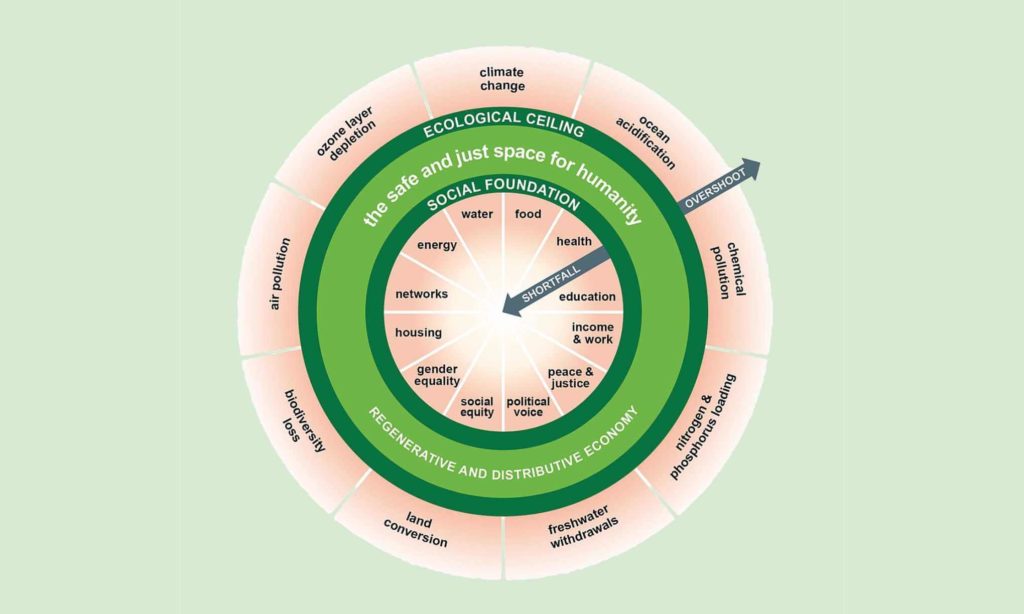 climate
change
ocean
acidification
chemical
pollution
nitrogen &
phosphorus loading
freshwater
withdrawals
land
conversion
biodiversity
loss
air pollution
ozone layer
depletion
ECOLOGICAL CEILING
the safe and just space for humanity
SOCIAL FOUNDATION
OVERSHOOT
water
food
health
SHORTFALL
education
income
& work
peace &
justice
political
voice
social
equity
gender
equality
housing
networks
energy
REGENERATIVE AND DISTRIBUTIVE ECONOMY